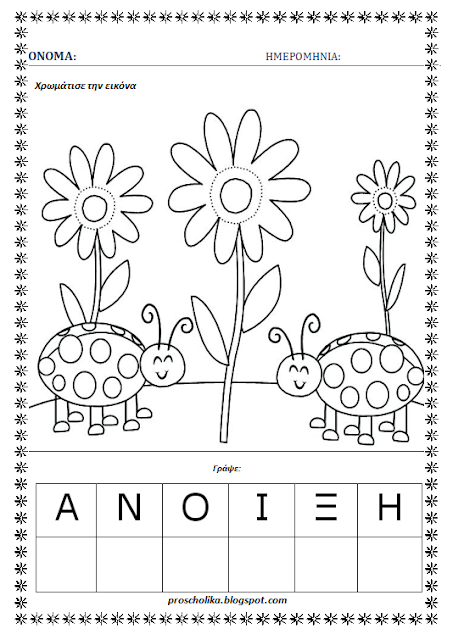 ΟΝΟΜΑ: ΗΜΕΡΟΜΗΝΙΑ:
Χρωμάτισε την εικόνα
Γράψε:
Α Ν Ο Ι Ξ Η
proscholika.blogspot.com